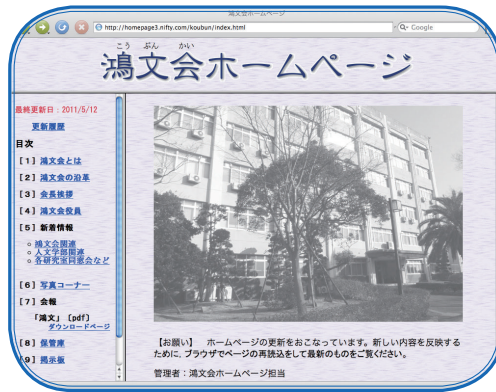 鴻文会ホームページ
http://homepage3.nifty.com/koubun/index.html
Google
こう ぶん かい
鴻文会ホームページ
最終更新日：2011/5/12
更新履歴
目次
［1］鴻文会とは
［2］鴻文会の沿革
［3］会長挨拶
［4］鴻文会役員
［5］新着情報
鴻文会関連
人文学部関連
各研究室同窓会など
［6］写真コーナー
［7］会報
「鴻文」［pdf］
ダウンロードページ
［8］保管庫
［9］掲示板
【お願い】　ホームページの更新をおこなっています。新しい内容を反映する
ために，ブラウザでページの再読込をして最新のものをご覧ください。
管理者：鴻文会ホームページ担当